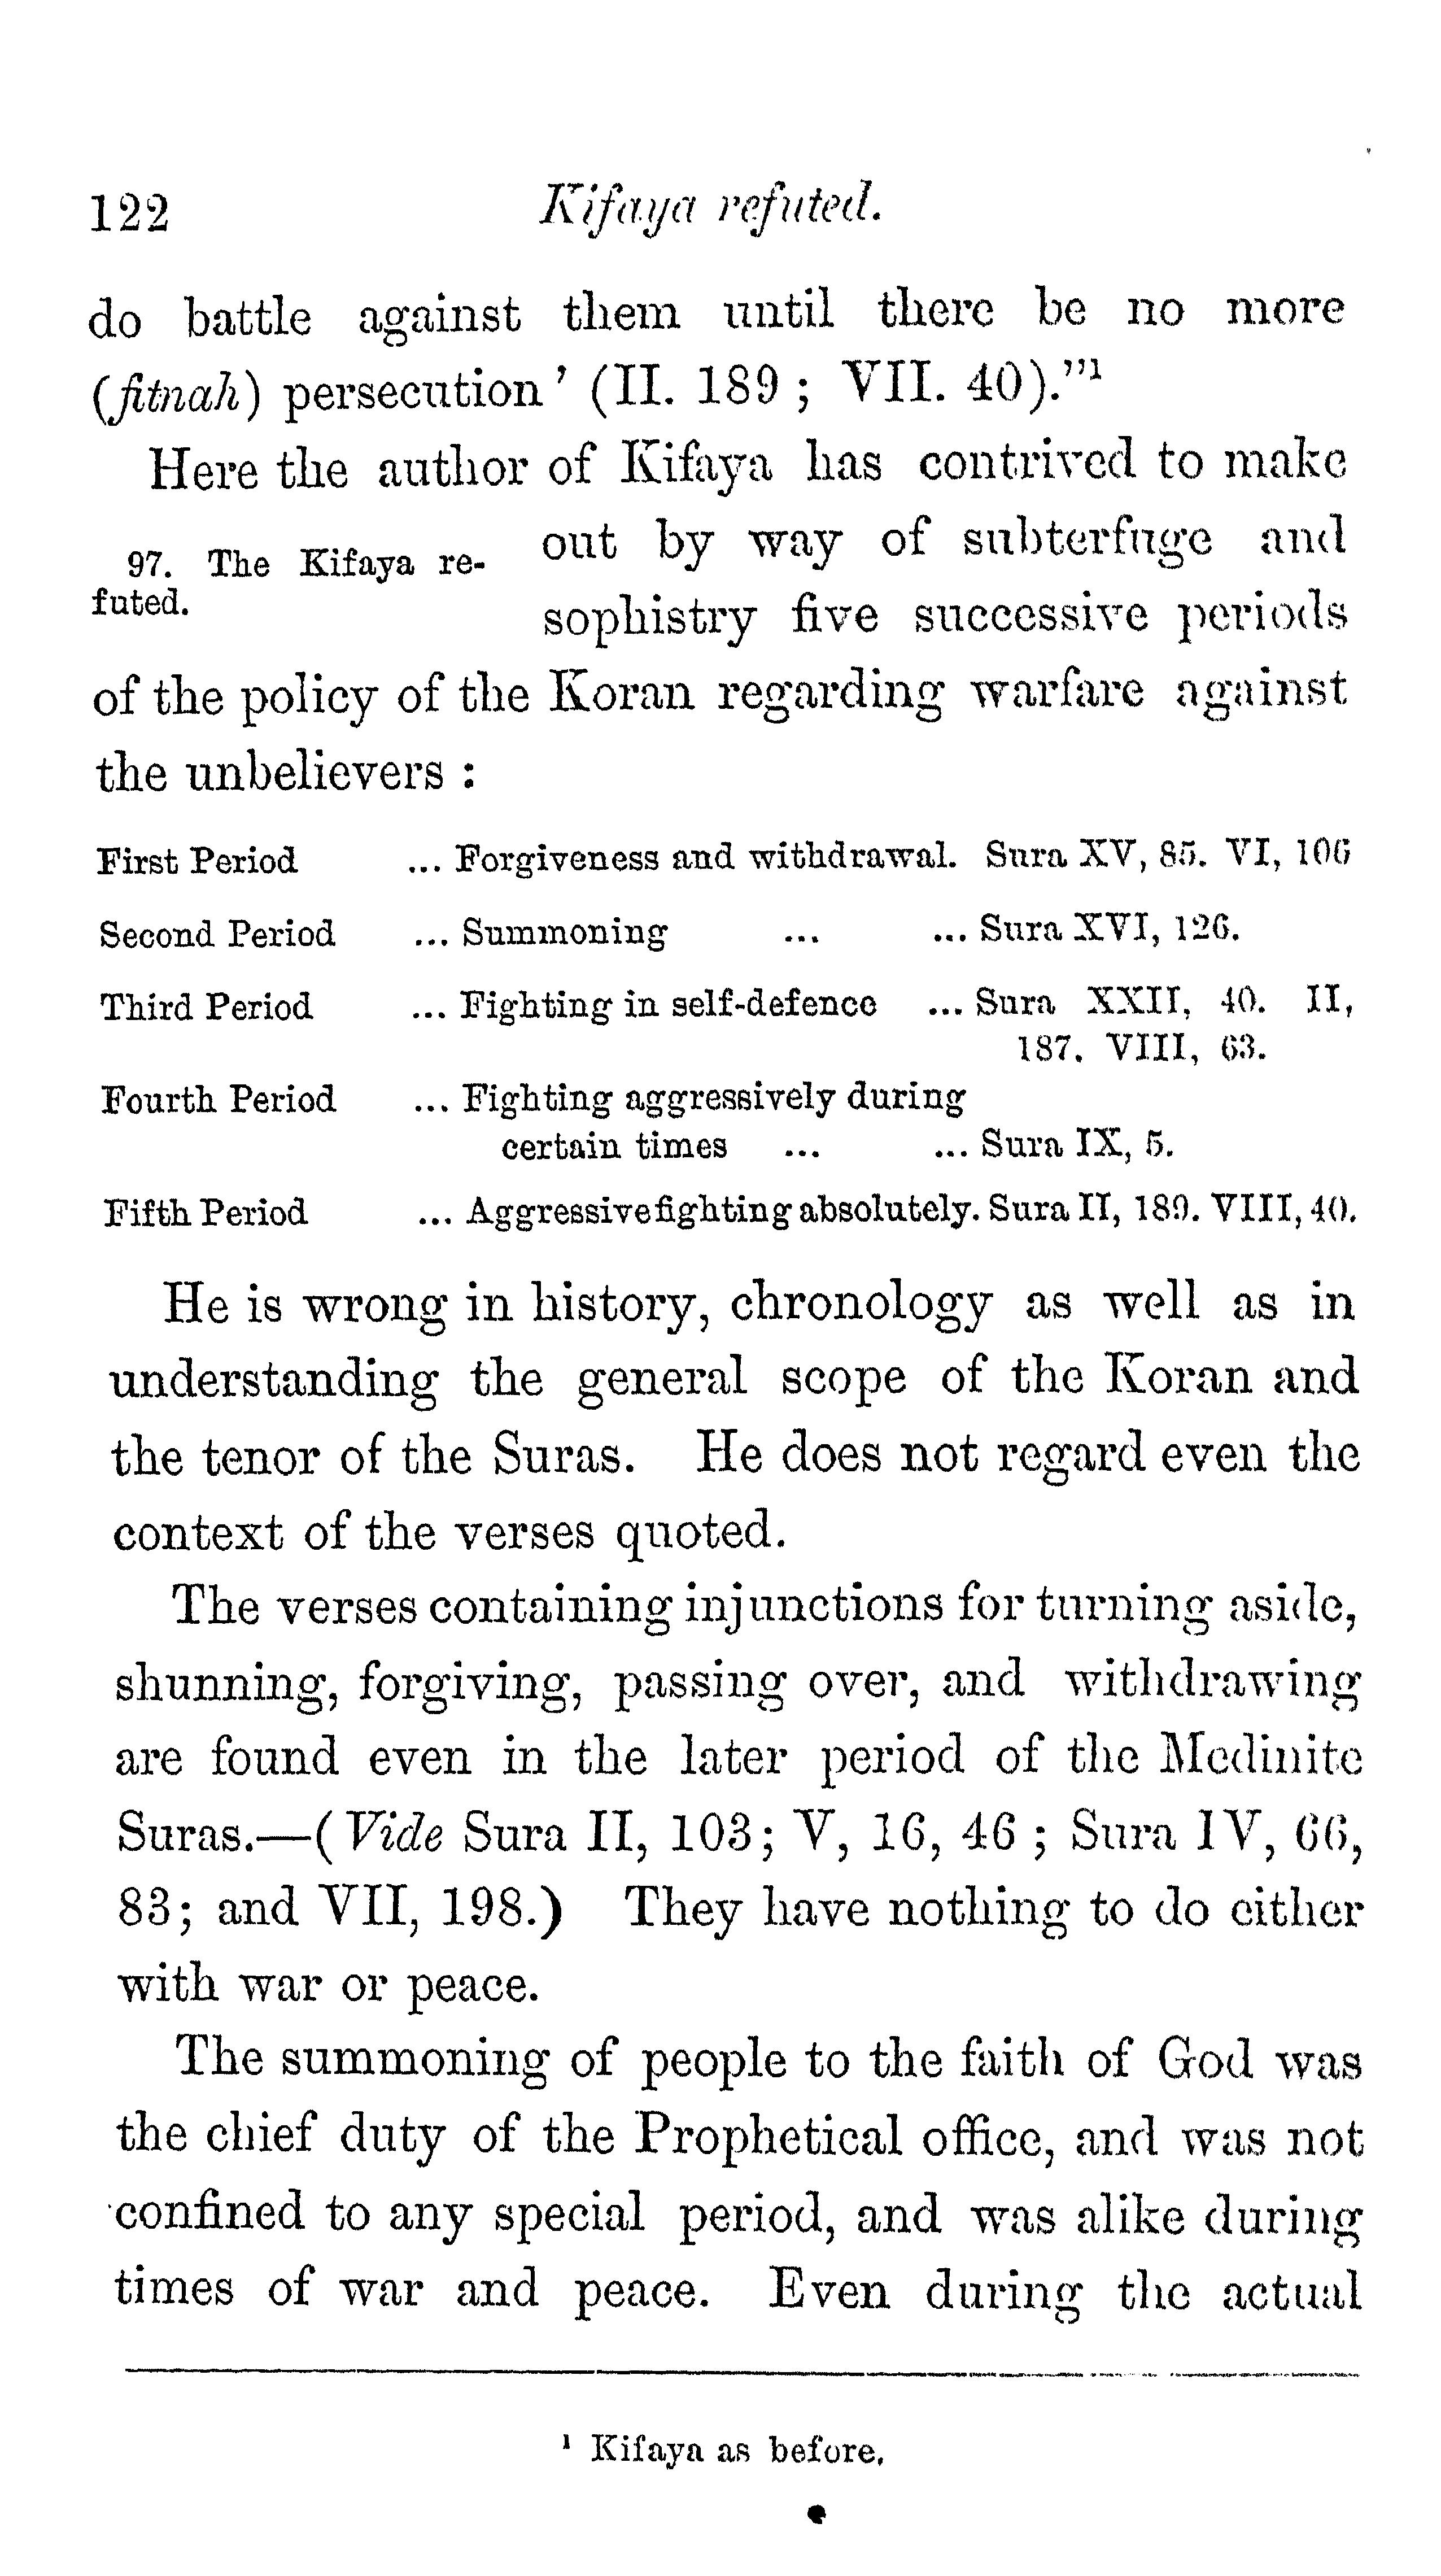 122 Kifaya refuted.
do battle against them until there be no more
(fitnah) persecution' (II. 189 ; VII. 40)."¹
Here the author of Kifaya has contrived to make
97. The Kifaya re-
futed.
out by way of subterfuge and
sophistry five successive periods
of the policy of the Koran regarding warfare against
the unbelievers :
First Period ... Forgiveness and withdrawal. Sura XV, 85. VI, 106
Second Period ... Summoning ... ... Sura XVI, 126.
Third Period ... Fighting in self-defence ... Sura XXII, 40. II,
187. VIII, 63.
Fourth Period ... Fighting aggressively during
certain times ... ... Sura IX, 5.
Fifth Period ... Aggressive fighting absolutely. Sura II, 189. VIII, 40.
He is wrong in history, chronology as well as in
understanding the general scope of the Koran and
the tenor of the Suras. He does not regard even the
context of the verses quoted.
The verses containing injunctions for turning aside,
shunning, forgiving, passing over, and withdrawing
are found even in the later period of the Medinite
Suras.—(Vide Sura II, 103; V, 16, 46 ; Sura IV, 66,
83; and VII, 198.) They have nothing to do either
with war or peace.
The summoning of people to the faith of God was
the chief duty of the Prophetical office, and was not
confined to any special period, and was alike during
times of war and peace. Even during the actual
¹ Kifaya as before.